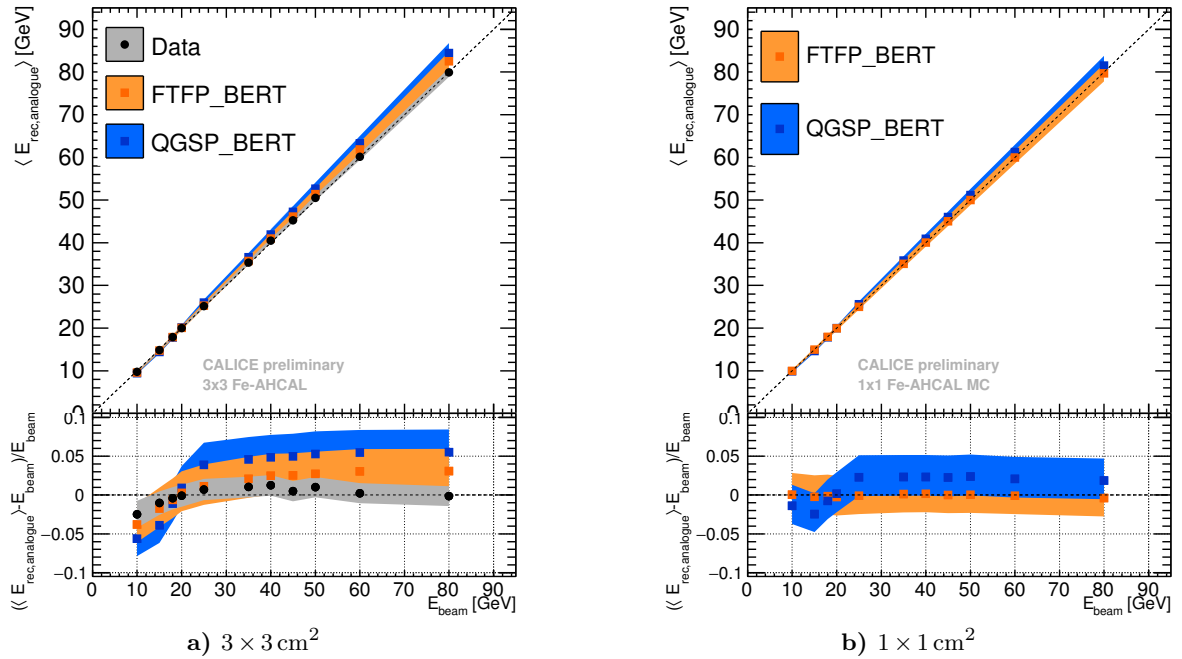 ⟨ E_rec,analogue ⟩ [GeV]
90
80
70
60
50
40
30
20
10
0
Data
FTFP_BERT
QGSP_BERT
CALICE preliminary
3x3 Fe-AHCAL
(⟨ E_rec,analogue ⟩-E_beam)/E_beam
0.1
0.05
0
−0.05
−0.1
0 10 20 30 40 50 60 70 80 90
E_beam [GeV]
a) 3 × 3 cm²
⟨ E_rec,analogue ⟩ [GeV]
90
80
70
60
50
40
30
20
10
0
FTFP_BERT
QGSP_BERT
CALICE preliminary
1x1 Fe-AHCAL MC
(⟨ E_rec,analogue ⟩-E_beam)/E_beam
0.1
0.05
0
−0.05
−0.1
0 10 20 30 40 50 60 70 80 90
E_beam [GeV]
b) 1 × 1 cm²